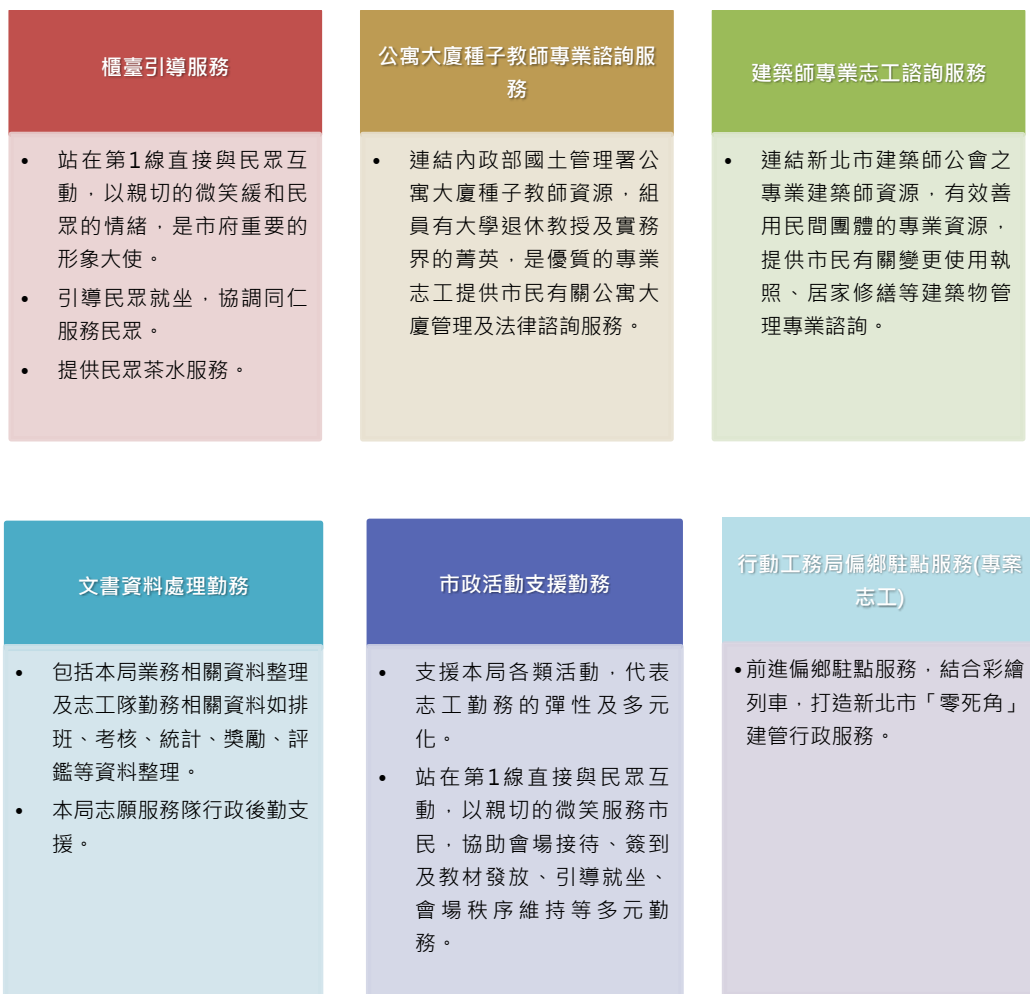 櫃臺引導服務
• 站在第1線直接與民眾互
動，以親切的微笑緩和民
眾的情緒，是市府重要的
形象大使。
• 引導民眾就坐，協調同仁
服務民眾。
• 提供民眾茶水服務。
公寓大廈種子教師專業諮詢服
務
• 連結內政部國土管理署公
寓大廈種子教師資源，組
員有大學退休教授及實務
界的菁英，是優質的專業
志工提供市民有關公寓大
廈管理及法律諮詢服務。
建築師專業志工諮詢服務
• 連結新北市建築師公會之
專業建築師資源，有效善
用民間團體的專業資源，
提供市民有關變更使用執
照、居家修繕等建築物管
理專業諮詢。
文書資料處理勤務
• 包括本局業務相關資料整理
及志工隊勤務相關資料如排
班、考核、統計、獎勵、評
鑑等資料整理。
• 本局志願服務隊行政後勤支
援。
市政活動支援勤務
• 支援本局各類活動，代表
志工勤務的彈性及多元
化。
• 站在第1線直接與民眾互
動，以親切的微笑服務市
民，協助會場接待、簽到
及教材發放、引導就坐、
會場秩序維持等多元勤
務。
行動工務局偏鄉駐點服務(專案
志工)
•前進偏鄉駐點服務，結合彩繪
列車，打造新北市「零死角」
建管行政服務。